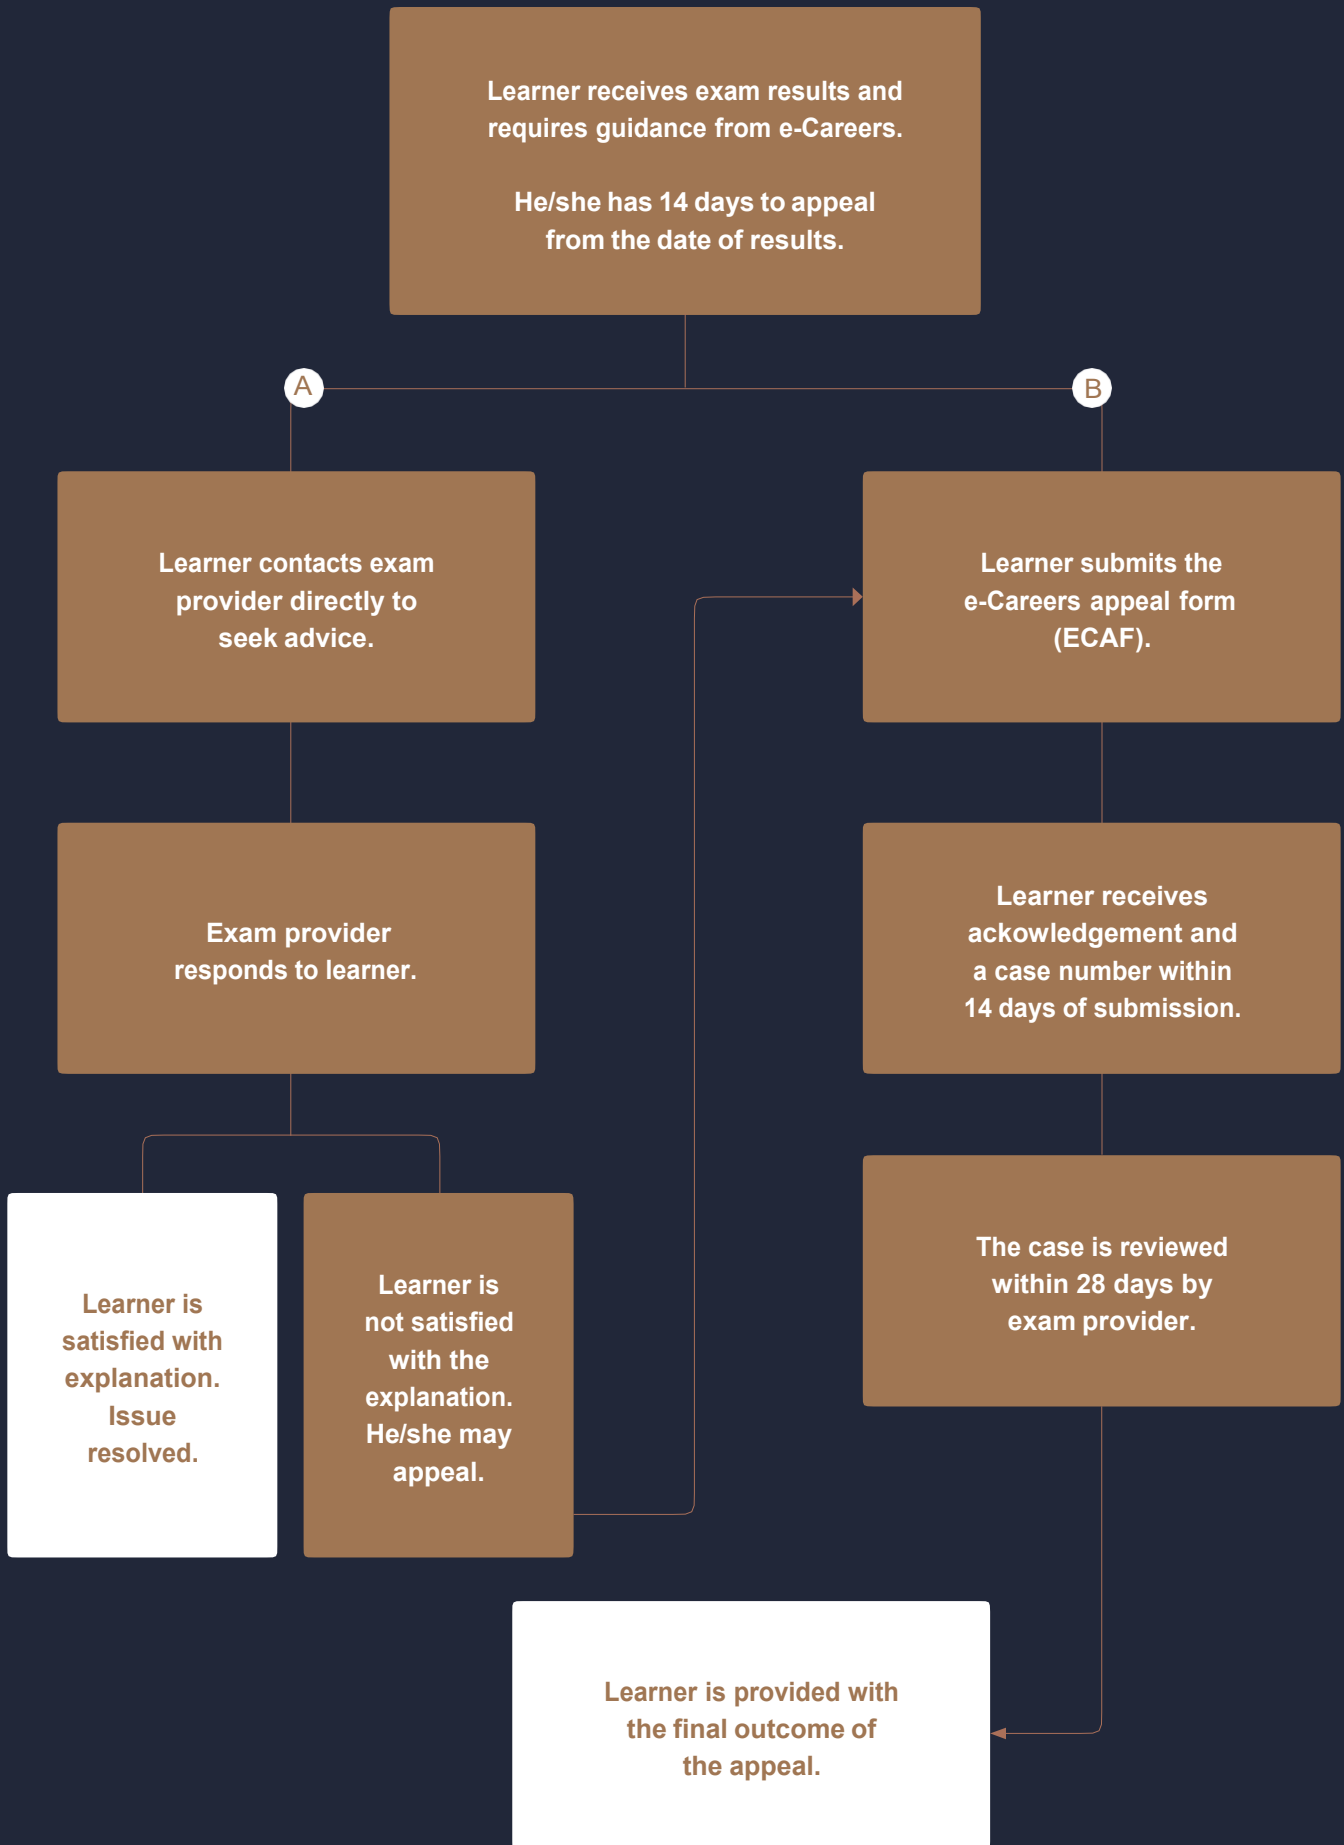 Learner receives exam results and
requires guidance from e-Careers.
He/she has 14 days to appeal
from the date of results.
A
B
Learner contacts exam
provider directly to
seek advice.
Learner submits the
e-Careers appeal form
(ECAF).
Exam provider
responds to learner.
Learner receives
ackowledgement and
a case number within
14 days of submission.
Learner is
satisfied with
explanation.
Issue
resolved.
Learner is
not satisfied
with the
explanation.
He/she may
appeal.
The case is reviewed
within 28 days by
exam provider.
Learner is provided with
the final outcome of
the appeal.